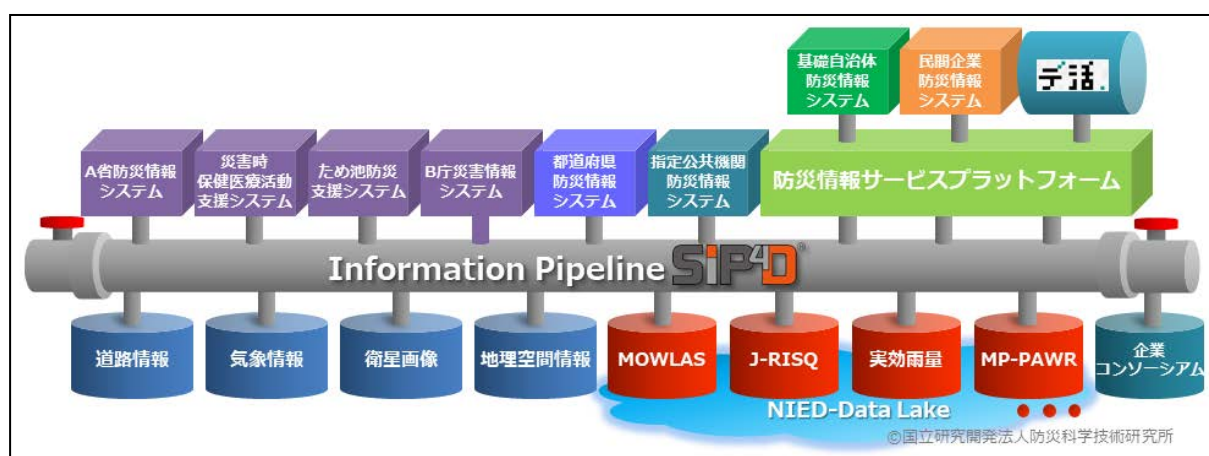 基礎自治体
防災情報
システム
民間企業
防災情報
システム
デ活.
A省防災情報
システム
災害時
保健医療活動
支援システム
ため池防災
支援システム
B庁災害情報
システム
都道府県
防災情報
システム
指定公共機関
防災情報
システム
防災情報サービスプラットフォーム
Information Pipeline SiP4D®
道路情報
気象情報
衛星画像
地理空間情報
MOWLAS
J-RISQ
実効雨量
MP-PAWR
企業
コンソーシアム
NIED-Data Lake
©国立研究開発法人防災科学技術研究所